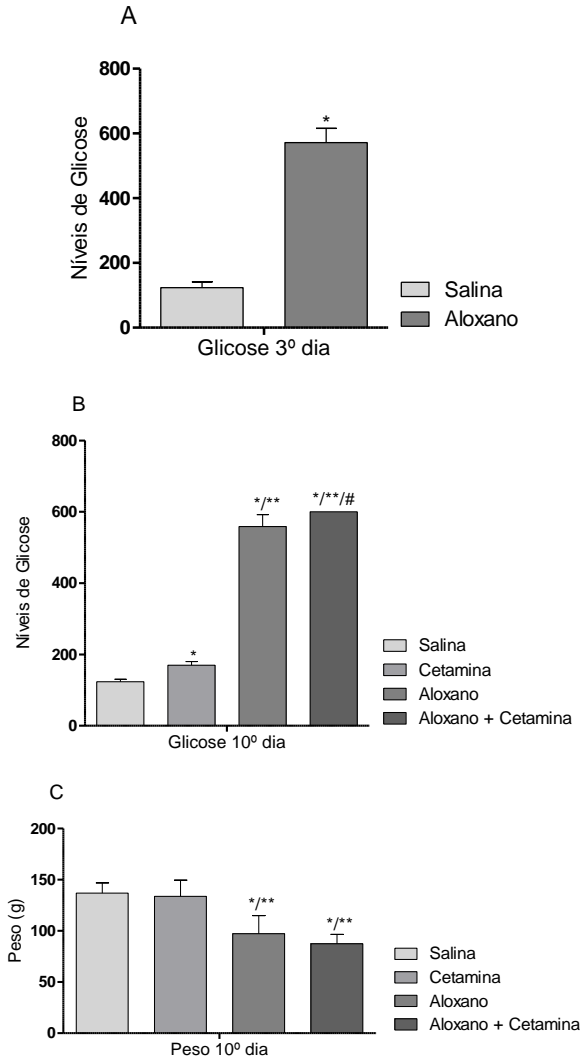 A
Níveis de Glicose
800
*
600
400
200
0
Salina
Aloxano
Glicose 3º dia
B
Níveis de Glicose
800
*/** */**/#
600
400
200
*
0
Salina
Cetamina
Aloxano
Aloxano + Cetamina
Glicose 10º dia
C
Peso (g)
200
150
*/** */**
100
50
0
Salina
Cetamina
Aloxano
Aloxano + Cetamina
Peso 10º dia